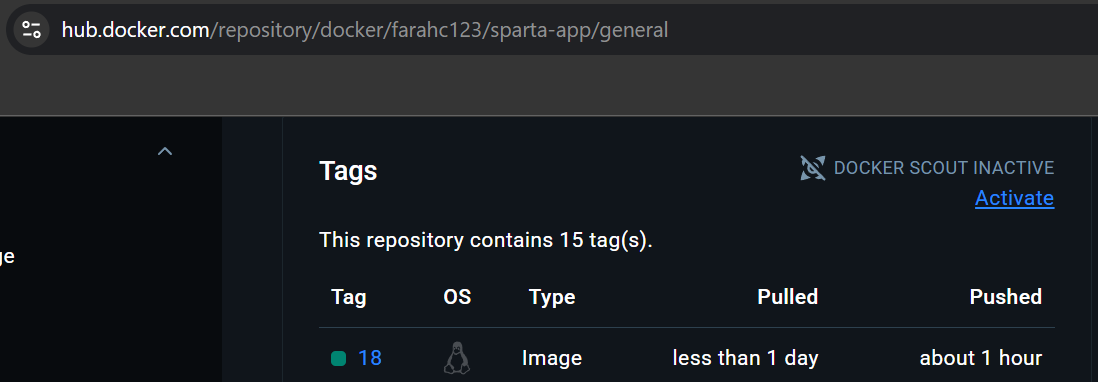 hub.docker.com/repository/docker/farahc123/sparta-app/general
Tags
DOCKER SCOUT INACTIVE
Activate
This repository contains 15 tag(s).
ge
Tag OS Type Pulled Pushed
18 Image less than 1 day about 1 hour